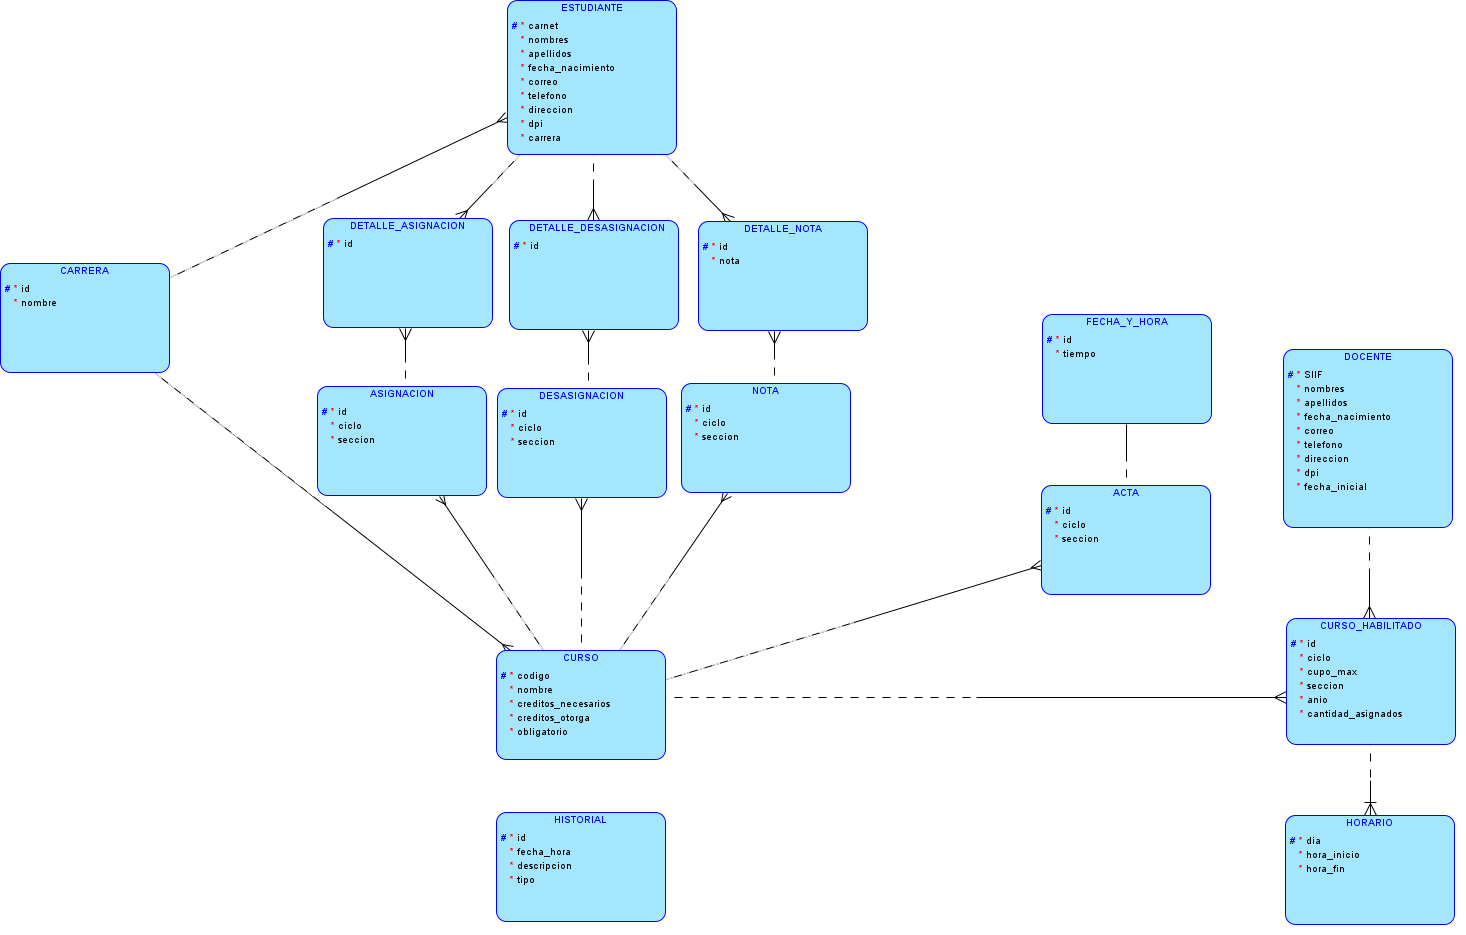 ESTUDIANTE
# * carnet
* nombres
* apellidos
* fecha_nacimiento
* correo
* telefono
* direccion
* dpi
* carrera
DETALLE_ASIGNACION
# * id
DETALLE_DESASIGNACION
# * id
DETALLE_NOTA
# * id
* nota
CARRERA
# * id
* nombre
FECHA_Y_HORA
# * id
* tiempo
DOCENTE
# * SIIF
* nombres
* apellidos
* fecha_nacimiento
* correo
* telefono
* direccion
* dpi
* fecha_inicial
ASIGNACION
# * id
* ciclo
* seccion
DESASIGNACION
# * id
* ciclo
* seccion
NOTA
# * id
* ciclo
* seccion
ACTA
# * id
* ciclo
* seccion
CURSO_HABILITADO
# * id
* ciclo
* cupo_max
* seccion
* anio
* cantidad_asignados
CURSO
# * codigo
* nombre
* creditos_necesarios
* creditos_otorga
* obligatorio
HISTORIAL
# * id
* fecha_hora
* descripcion
* tipo
HORARIO
# * dia
* hora_inicio
* hora_fin